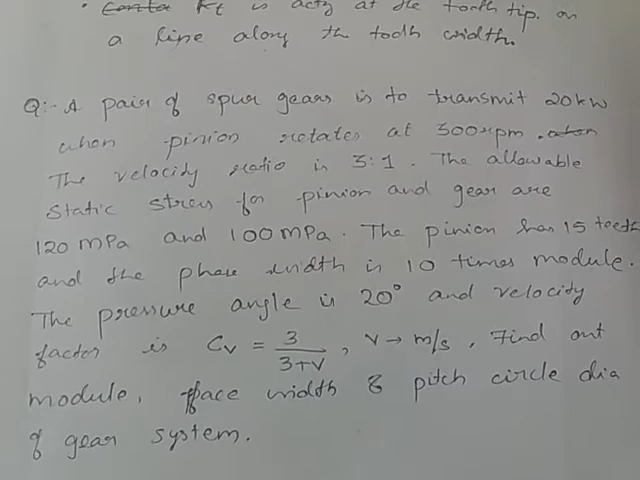 Ft is acts at the tooth tip. on
a line along the tooth width.
Q:- A pair of spur gears is to transmit 20kw
when pinion rotates at 300rpm.
The velocity ratio is 3:1. The allowable
static stress for pinion and gear are
120 MPa and 100 MPa. The pinion has 15 teeth
and the phase width is 10 times module.
The pressure angle is 20° and velocity
factor is Cv = 3/3+v, v→ m/s, Find out
module, face width & pitch circle dia
of gear system.